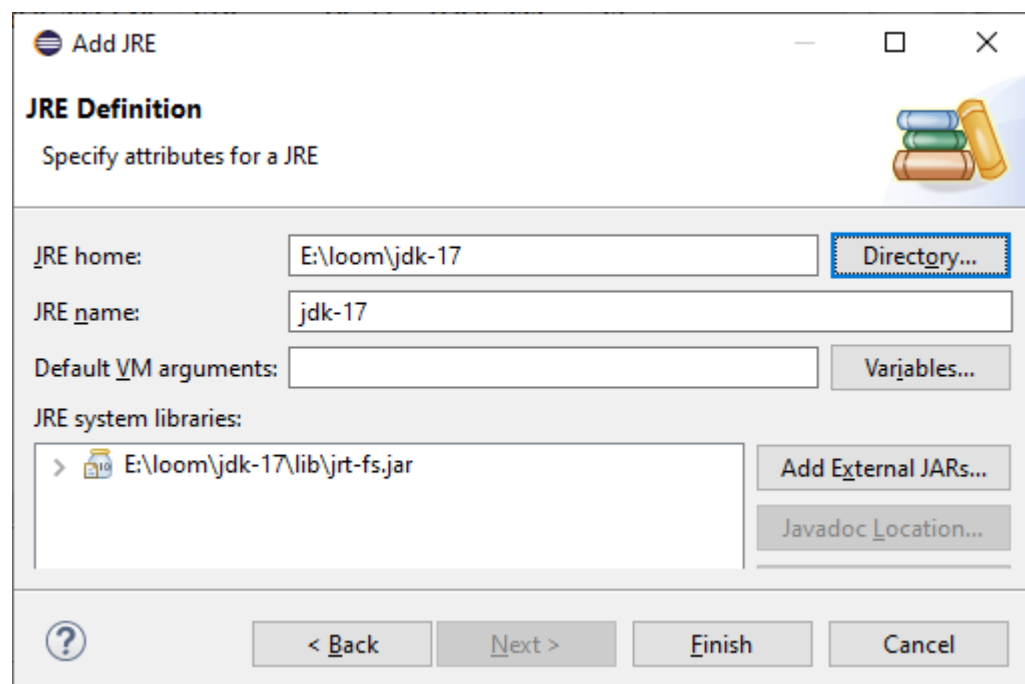 Add JRE
JRE Definition
Specify attributes for a JRE
JRE home: E:\loom\jdk-17 Directory...
JRE name: jdk-17
Default VM arguments: Variables...
JRE system libraries:
E:\loom\jdk-17\lib\jrt-fs.jar Add External JARs...
Javadoc Location...
? < Back Next > Finish Cancel